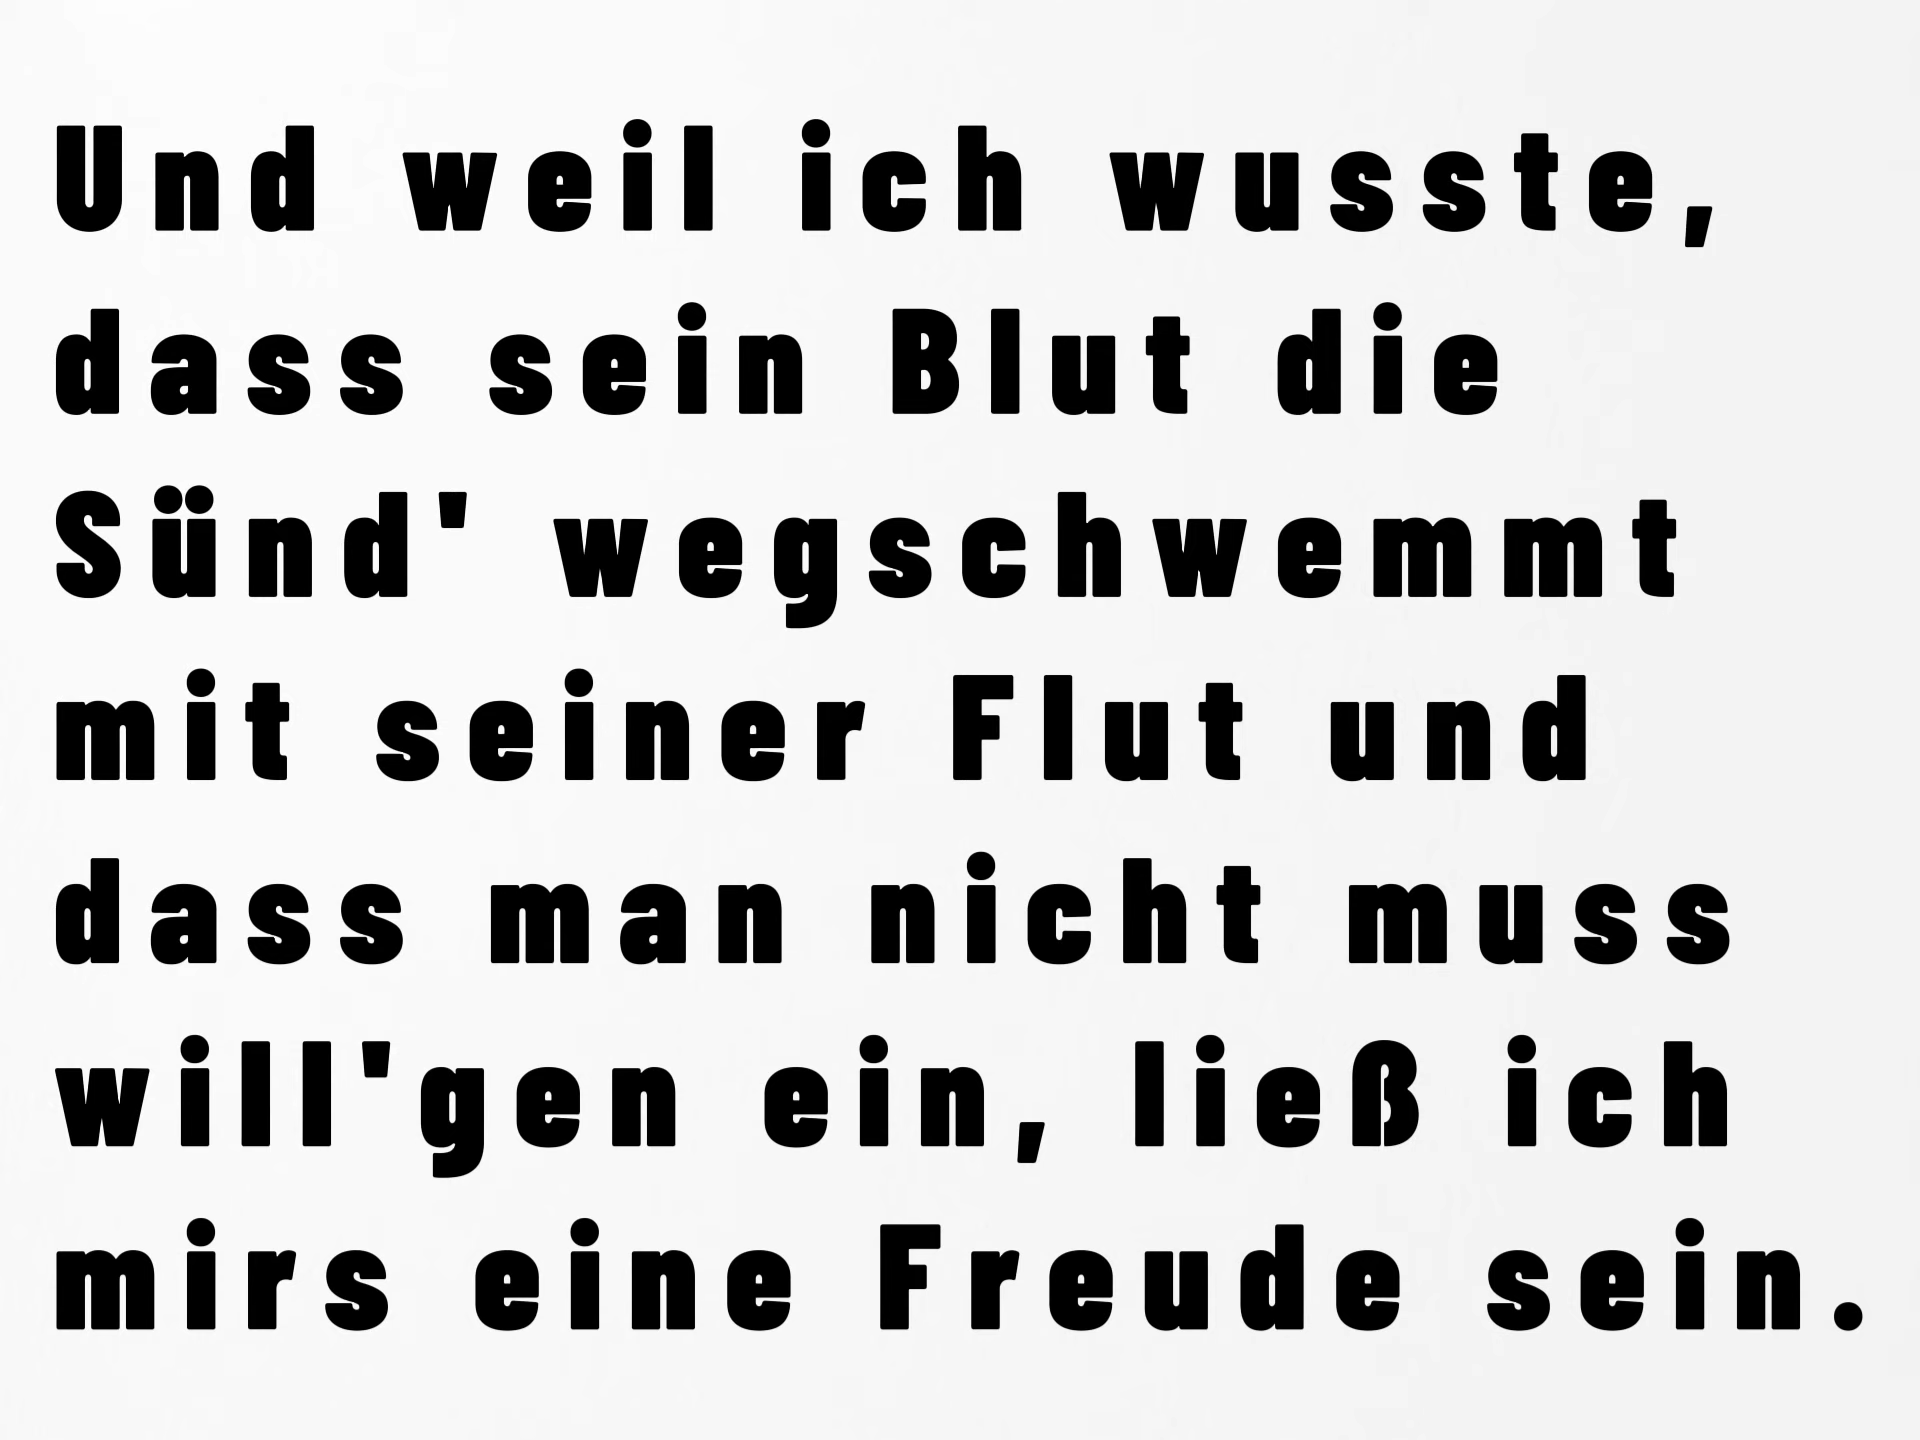 Und weil ich wusste,
dass sein Blut die
Sünd' wegschwemmt
mit seiner Flut und
dass man nicht muss
will'gen ein, ließ ich
mirs eine Freude sein.